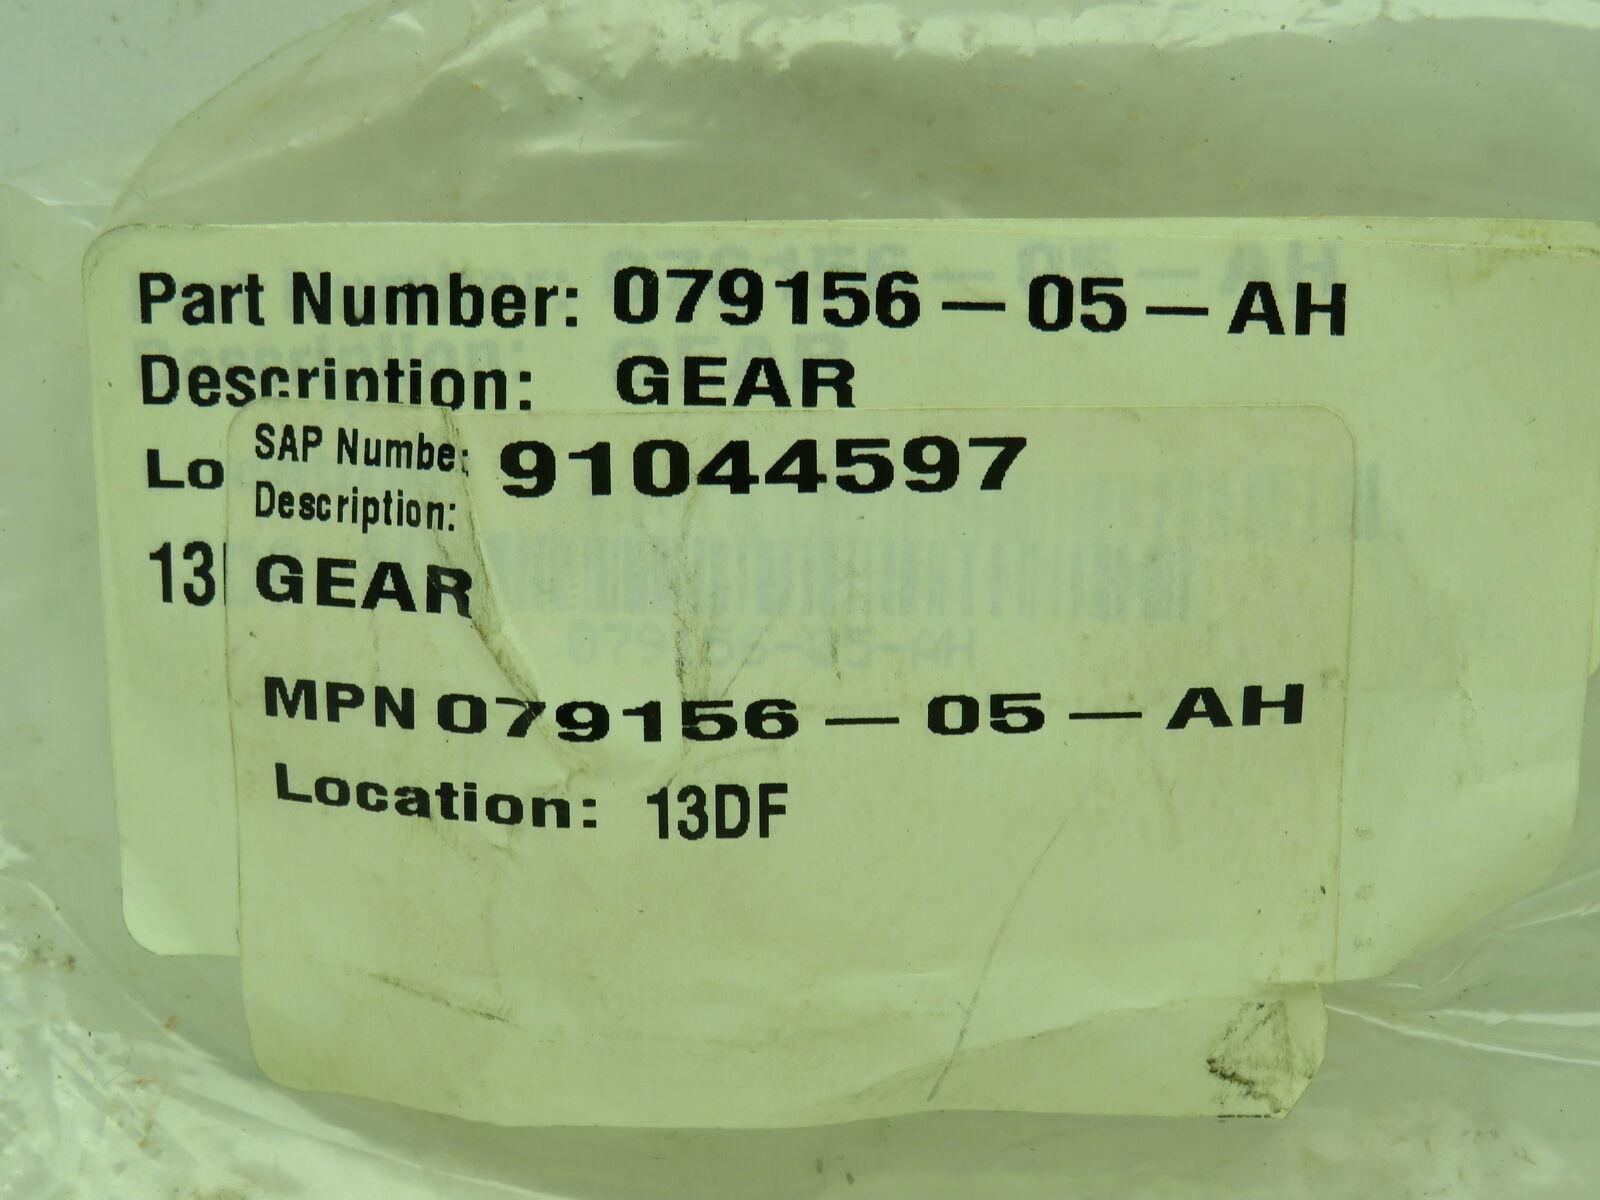 Part Number: 079156-05-AH
Description: GEAR
Lo
13
SAP Number: 91044597
Description:
GEAR
MPN 079156-05-AH
Location: 13DF
079156-05-AH